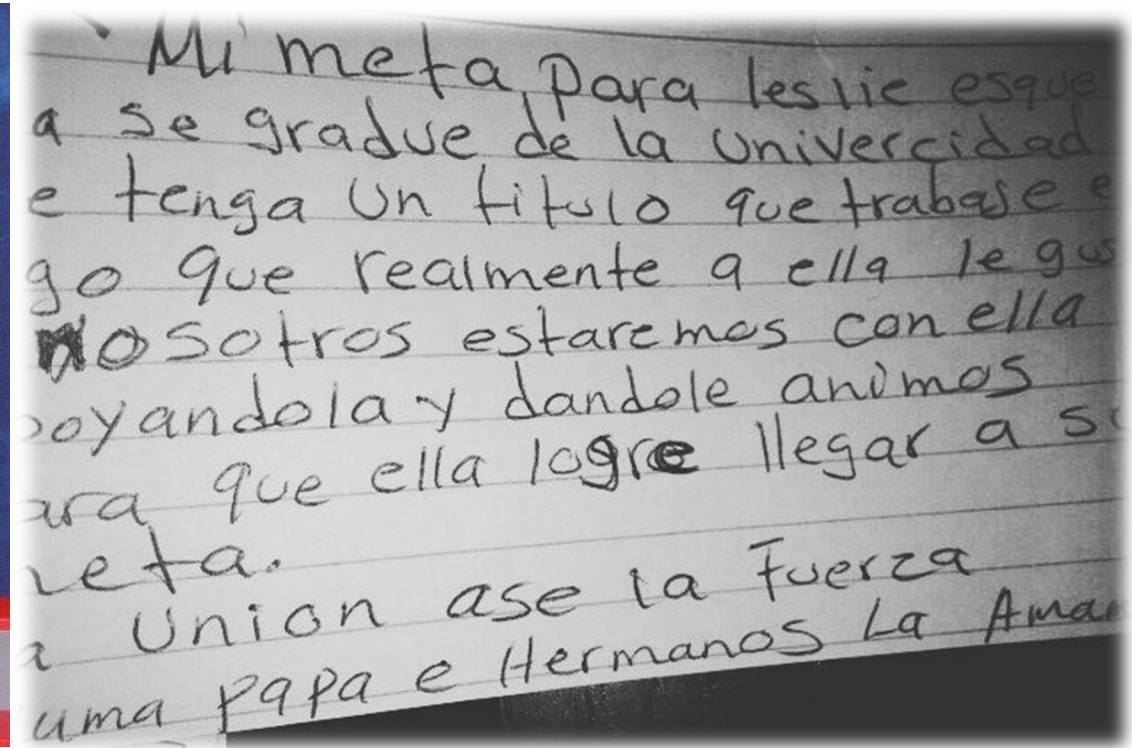 Mi meta para leslie esque
a se gradue de la univercidad
e tenga un titulo que trabaje e
go que realmente a ella le gus
nosotros estaremos con ella
poyandola y dandole animos
ara que ella logre llegar a su
eta.
a Union ase la fuerza
uma papa e Hermanos La Aman